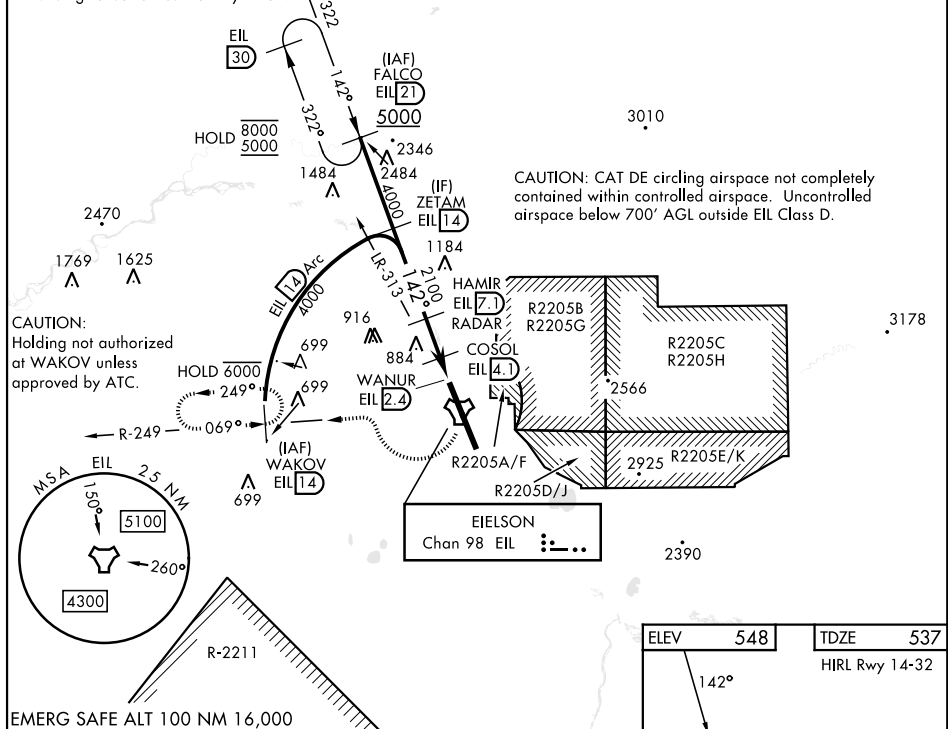 322
EIL
30
142°
322°
(IAF)
FALCO
EIL 21
5000
HOLD 8000
5000
2346
1484
2484
3010
CAUTION: CAT DE circling airspace not completely
contained within controlled airspace. Uncontrolled
airspace below 700' AGL outside EIL Class D.
4000
(IF)
ZETAM
EIL 14
2470
1769
1625
1184
LR-313
2100
142°
EIL 14 Arc
4000
HAMIR
EIL 7.1
RADAR
R2205B
R2205G
R2205C
R2205H
3178
CAUTION:
Holding not authorized
at WAKOV unless
approved by ATC.
916
699
884
COSOL
EIL 4.1
HOLD 6000
WANUR
EIL 2.4
2566
249°
699
R-249
069°
(IAF)
WAKOV
EIL 14
R2205A/F
2925
R2205E/K
R2205D/J
699
MSA EIL 25 NM
150°
5100
260°
4300
EIELSON
Chan 98 EIL
2390
R-2211
ELEV 548
TDZE 537
HIRL Rwy 14-32
142°
EMERG SAFE ALT 100 NM 16,000